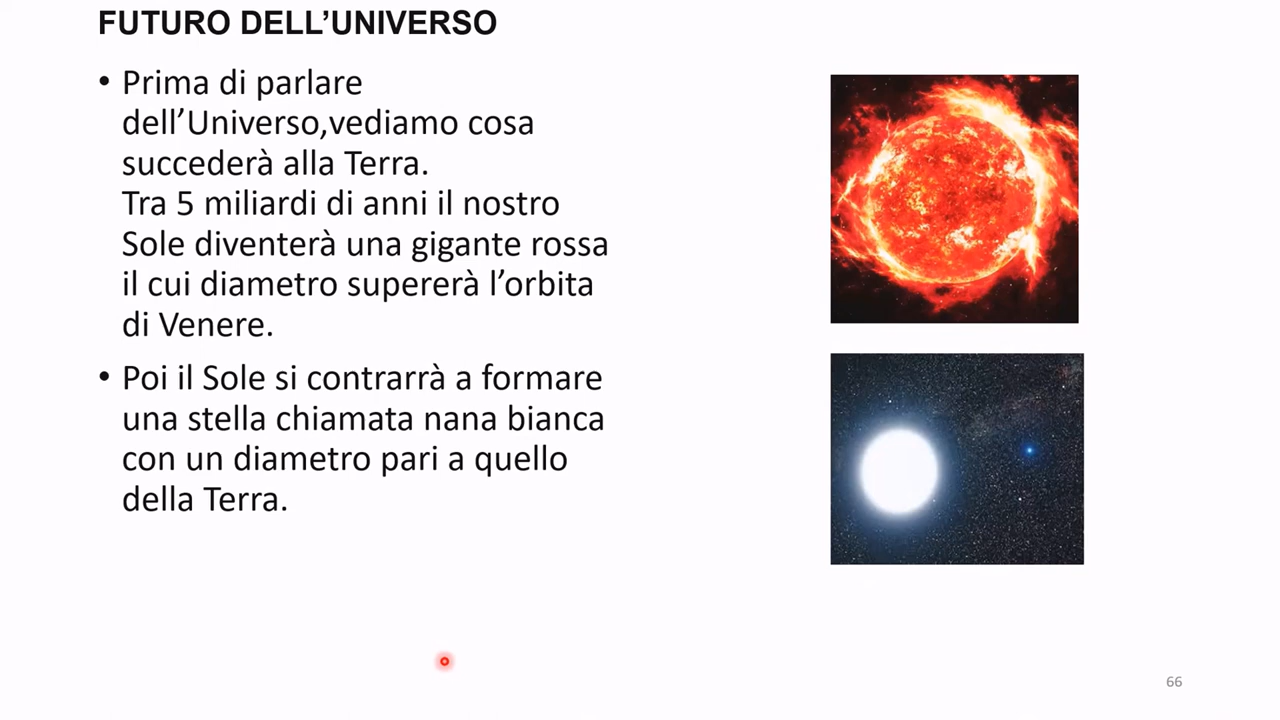 FUTURO DELL’UNIVERSO
• Prima di parlare
dell’Universo,vediamo cosa
succederà alla Terra.
Tra 5 miliardi di anni il nostro
Sole diventerà una gigante rossa
il cui diametro supererà l’orbita
di Venere.
• Poi il Sole si contrarrà a formare
una stella chiamata nana bianca
con un diametro pari a quello
della Terra.
66